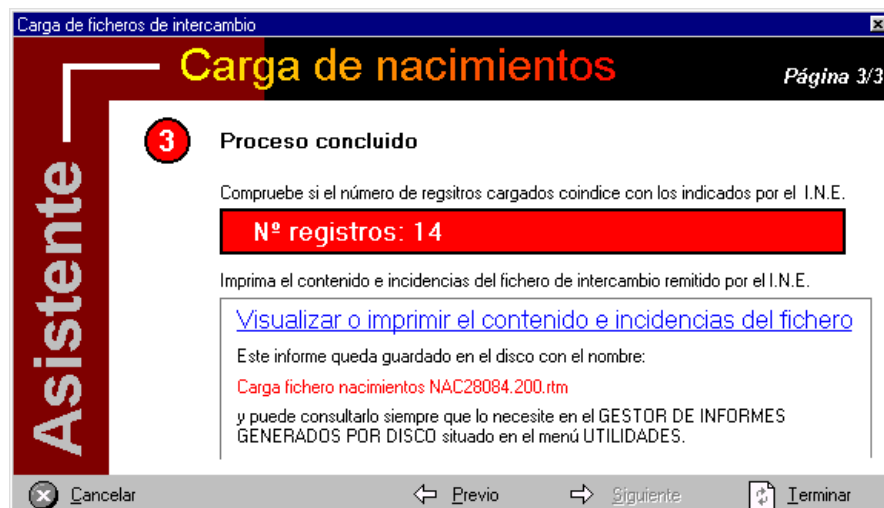 Carga de ficheros de intercambio
Carga de nacimientos
Página 3/3
Asistente
3
Proceso concluido
Compruebe si el número de regsitros cargados coindice con los indicados por el I.N.E.
Nº registros: 14
Imprima el contenido e incidencias del fichero de intercambio remitido por el I.N.E.
Visualizar o imprimir el contenido e incidencias del fichero
Este informe queda guardado en el disco con el nombre:
Carga fichero nacimientos NAC28084.200.rtm
y puede consultarlo siempre que lo necesite en el GESTOR DE INFORMES
GENERADOS POR DISCO situado en el menú UTILIDADES.
Cancelar
Previo
Siguiente
Terminar